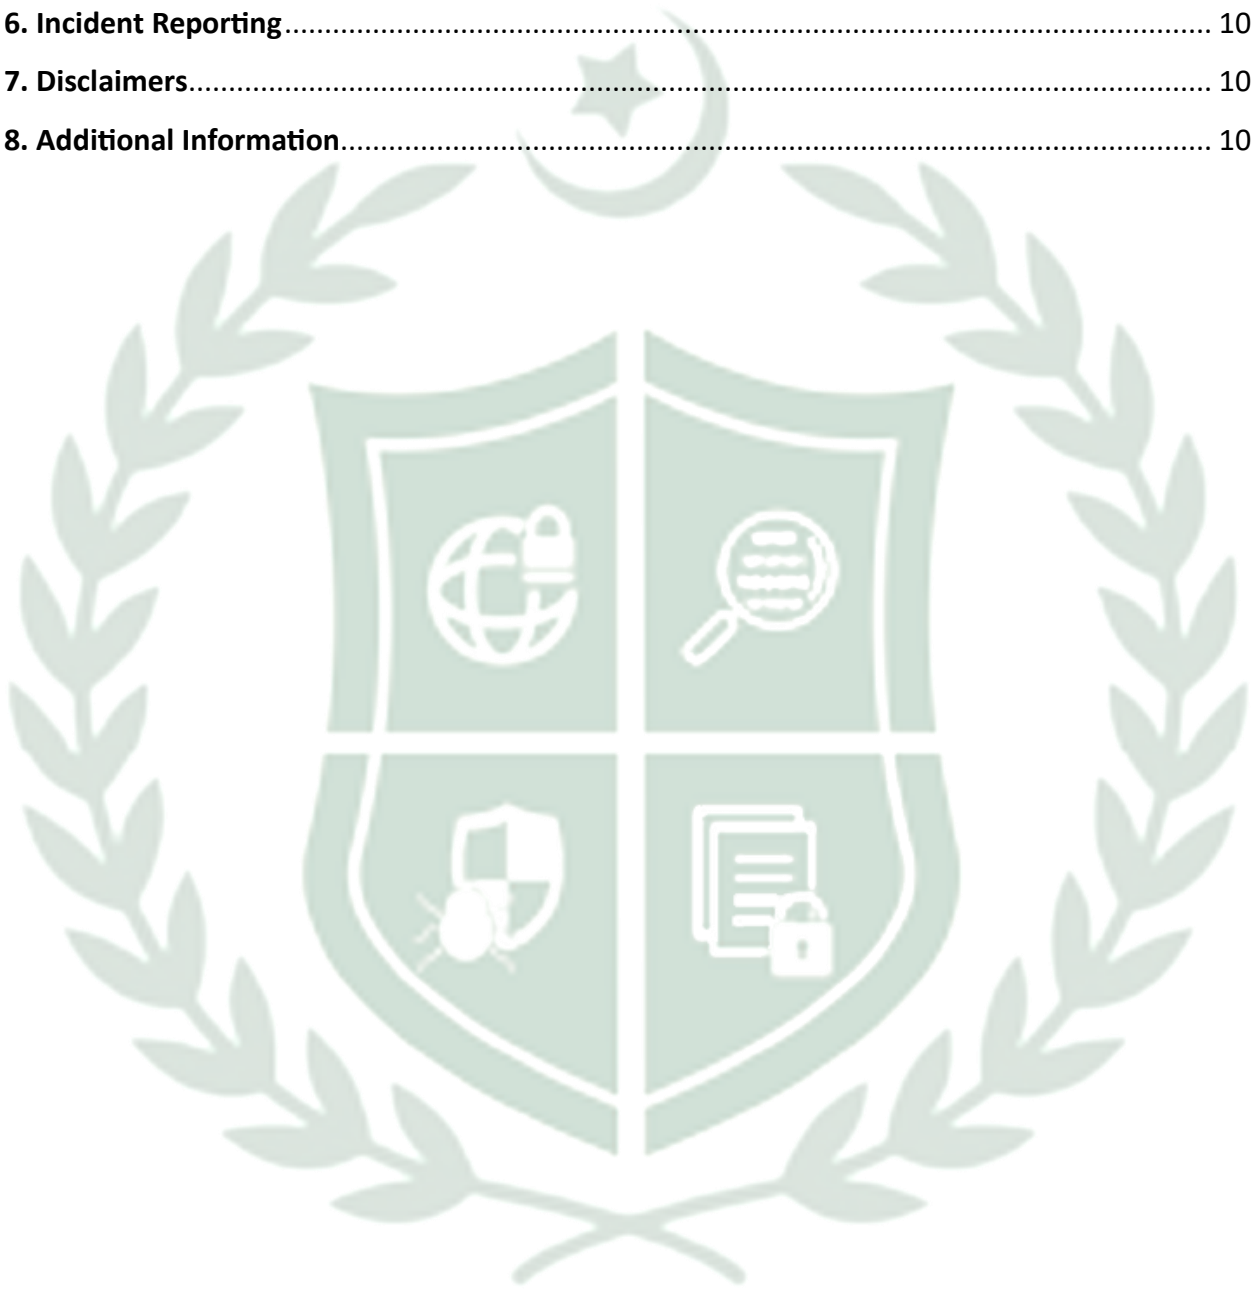 6. Incident Reporting........................................................................................................................ 10
7. Disclaimers.................................................................................................................................... 10
8. Additional Information................................................................................................................. 10